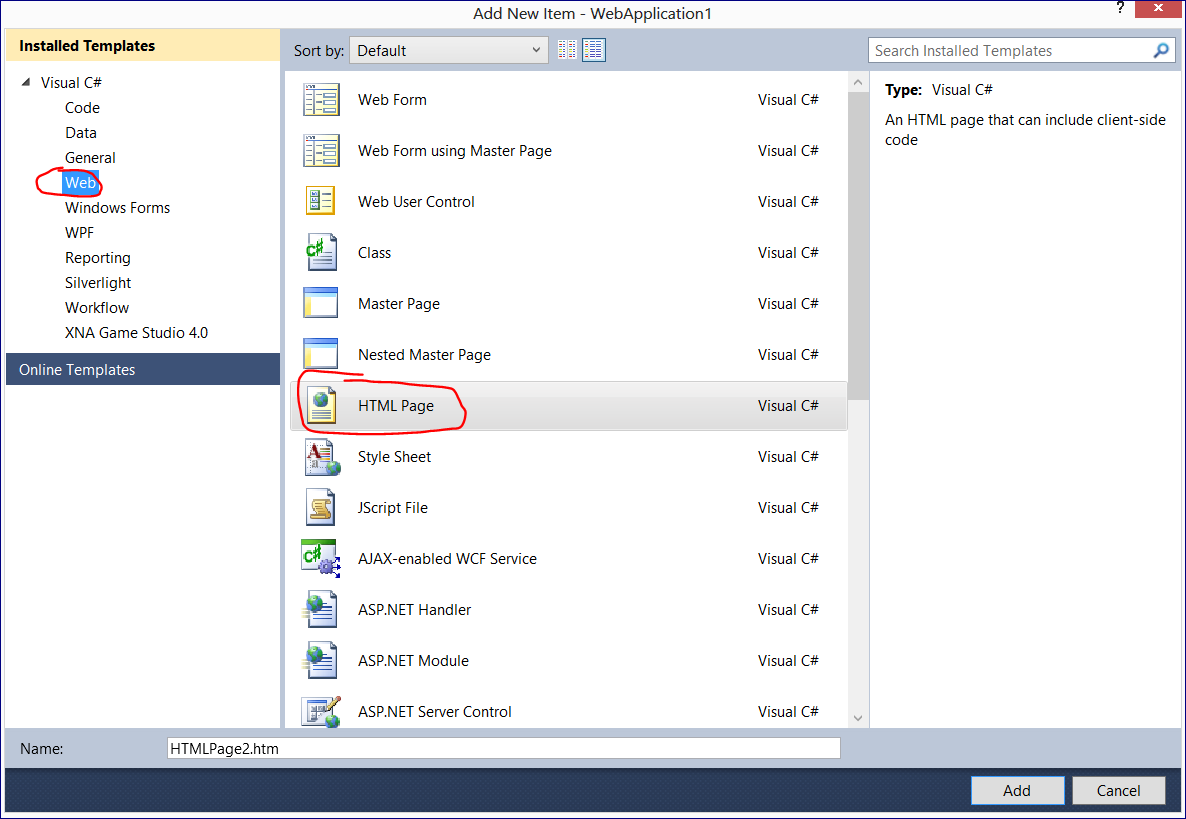 Add New Item - WebApplication1
?
Installed Templates
Sort by: Default
Search Installed Templates
Visual C#
Code
Data
General
Web
Windows Forms
WPF
Reporting
Silverlight
Workflow
XNA Game Studio 4.0
Online Templates
Web Form Visual C#
Web Form using Master Page Visual C#
Web User Control Visual C#
Class Visual C#
Master Page Visual C#
Nested Master Page Visual C#
HTML Page Visual C#
Style Sheet Visual C#
JScript File Visual C#
AJAX-enabled WCF Service Visual C#
ASP.NET Handler Visual C#
ASP.NET Module Visual C#
ASP.NET Server Control Visual C#
Type: Visual C#
An HTML page that can include client-side
code
Name: HTMLPage2.htm
Add Cancel